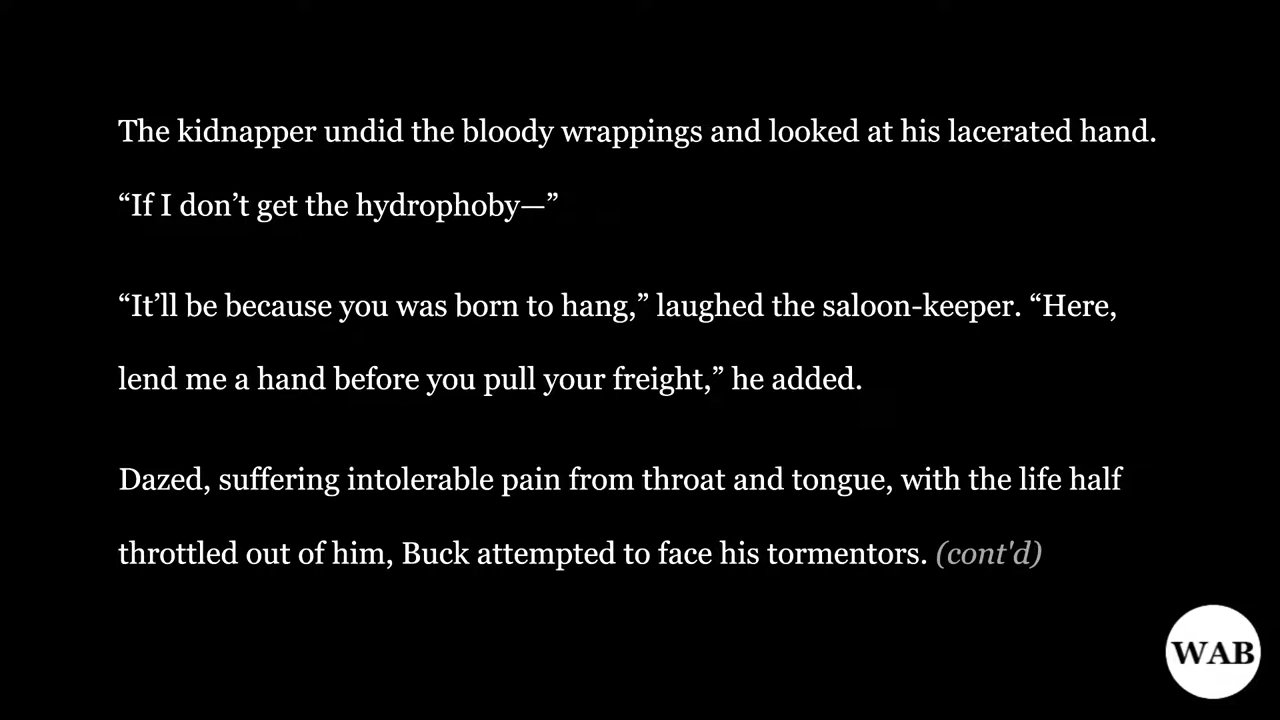 The kidnapper undid the bloody wrappings and looked at his lacerated hand.
“If I don’t get the hydrophoby—”
“It’ll be because you was born to hang,” laughed the saloon-keeper. “Here,
lend me a hand before you pull your freight,” he added.
Dazed, suffering intolerable pain from throat and tongue, with the life half
throttled out of him, Buck attempted to face his tormentors. (cont'd)
WAB